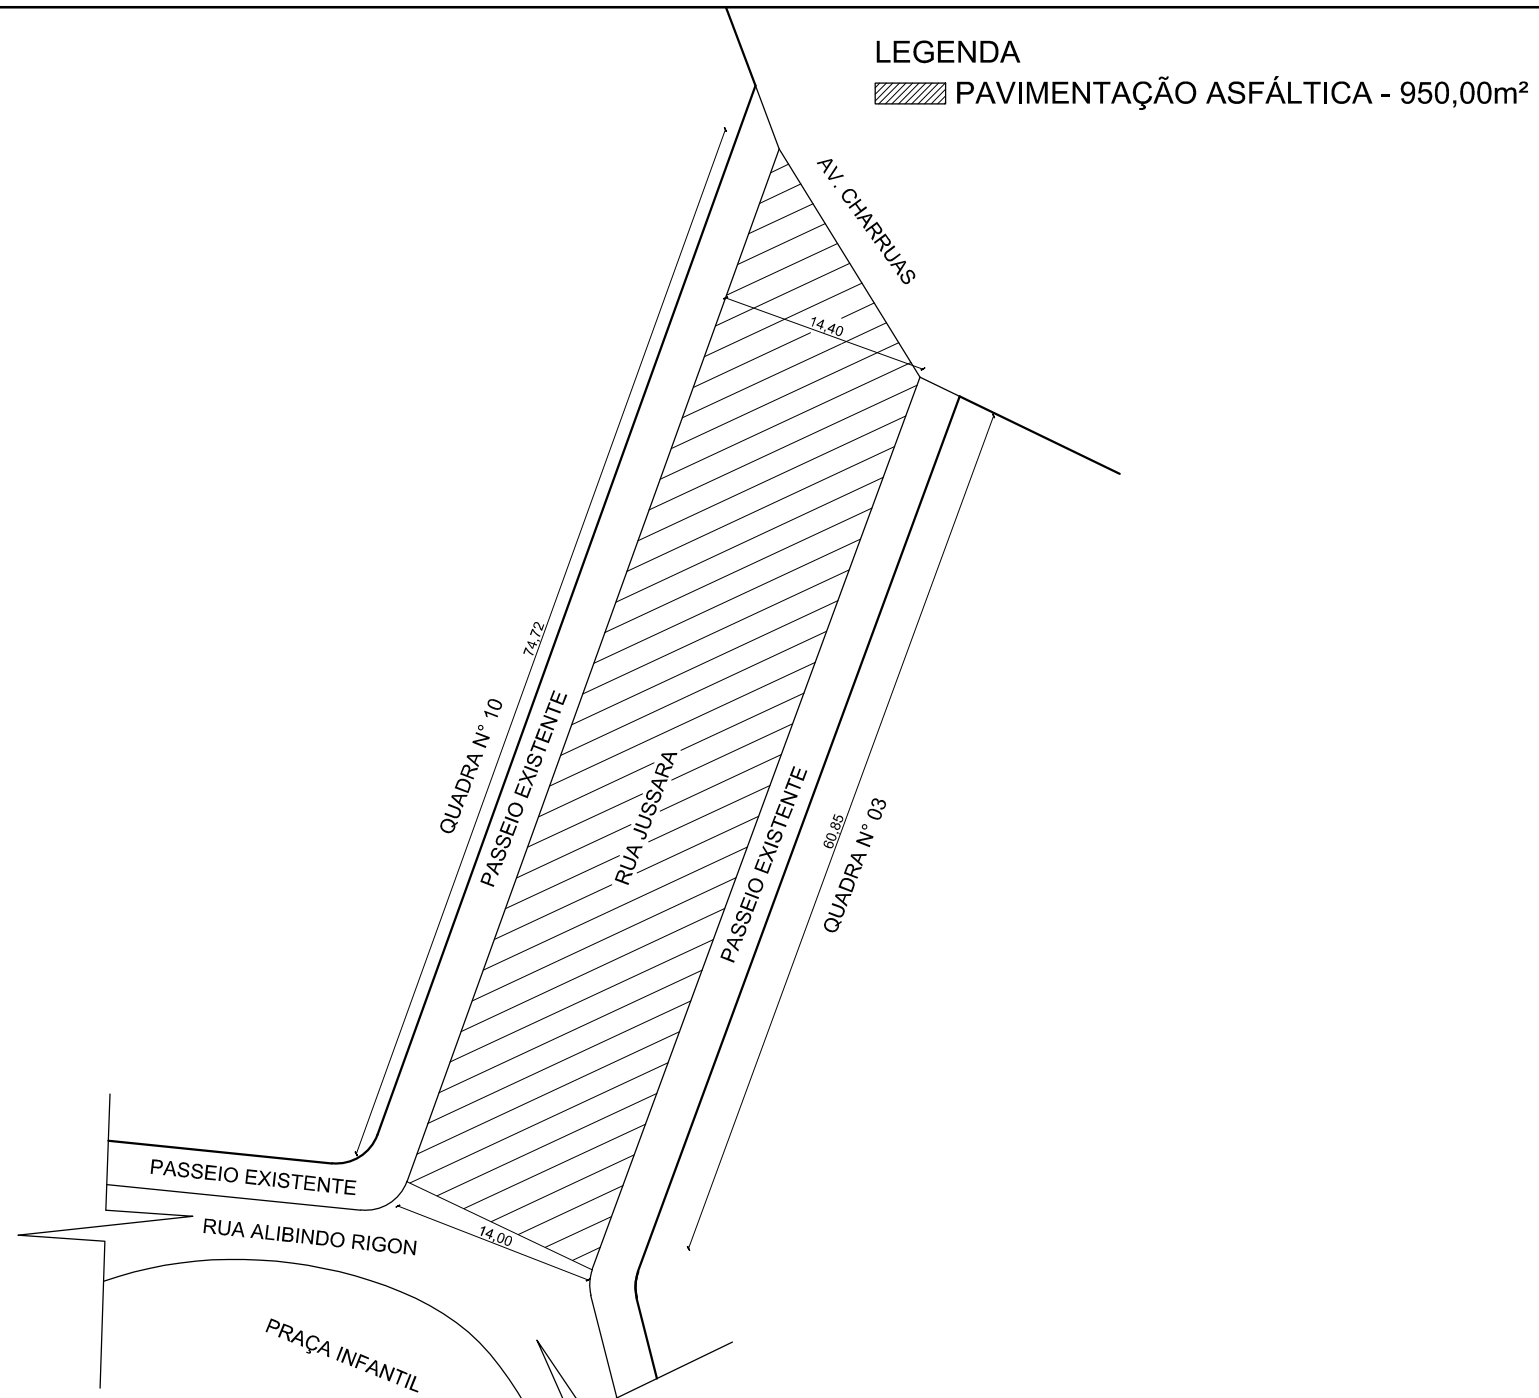 LEGENDA
PAVIMENTAÇÃO ASFÁLTICA - 950,00m²
AV. CHARRUAS
14,40
74,72
QUADRA N° 10
PASSEIO EXISTENTE
RUA JUSSARA
PASSEIO EXISTENTE
60,85
QUADRA N° 03
PASSEIO EXISTENTE
RUA ALIBINDO RIGON
14,00
PRAÇA INFANTIL